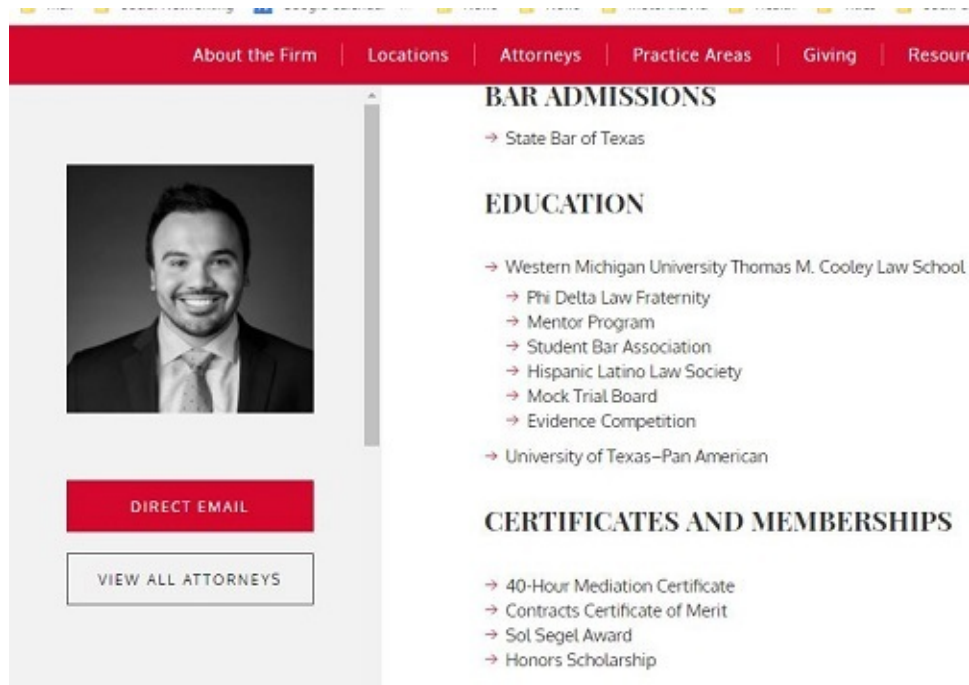 About the Firm
Locations
Attorneys
Practice Areas
Giving
BAR ADMISSIONS
→ State Bar of Texas
EDUCATION
→ Western Michigan University Thomas M. Cooley Law School
→ Phi Delta Law Fraternity
→ Mentor Program
→ Student Bar Association
→ Hispanic Latino Law Society
→ Mock Trial Board
→ Evidence Competition
→ University of Texas–Pan American
DIRECT EMAIL
VIEW ALL ATTORNEYS
CERTIFICATES AND MEMBERSHIPS
→ 40-Hour Mediation Certificate
→ Contracts Certificate of Merit
→ Sol Segel Award
→ Honors Scholarship